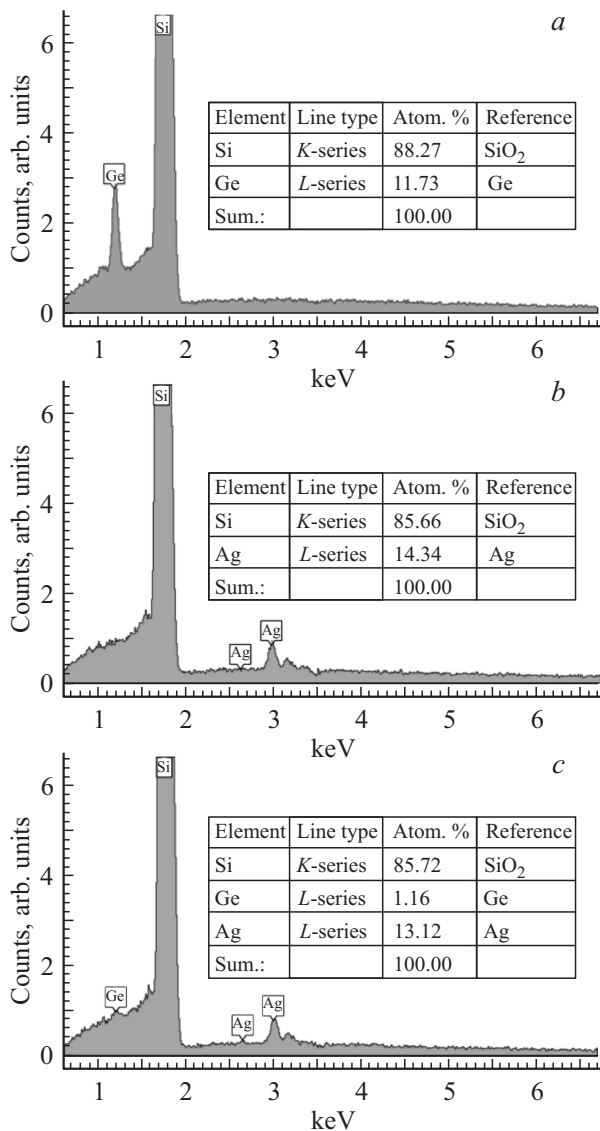 a
6
Si
Element Line type Atom. % Reference
Si K-series 88.27 SiO2
Ge L-series 11.73 Ge
Sum.: 100.00
4
Ge
2
0
Counts, arb. units
1 2 3 4 5 6
keV
b
6
Si
Element Line type Atom. % Reference
Si K-series 85.66 SiO2
Ag L-series 14.34 Ag
Sum.: 100.00
4
2
Ag Ag
0
Counts, arb. units
1 2 3 4 5 6
keV
c
6
Si
Element Line type Atom. % Reference
Si K-series 85.72 SiO2
Ge L-series 1.16 Ge
Ag L-series 13.12 Ag
Sum.: 100.00
4
2
Ge Ag Ag
0
Counts, arb. units
1 2 3 4 5 6
keV